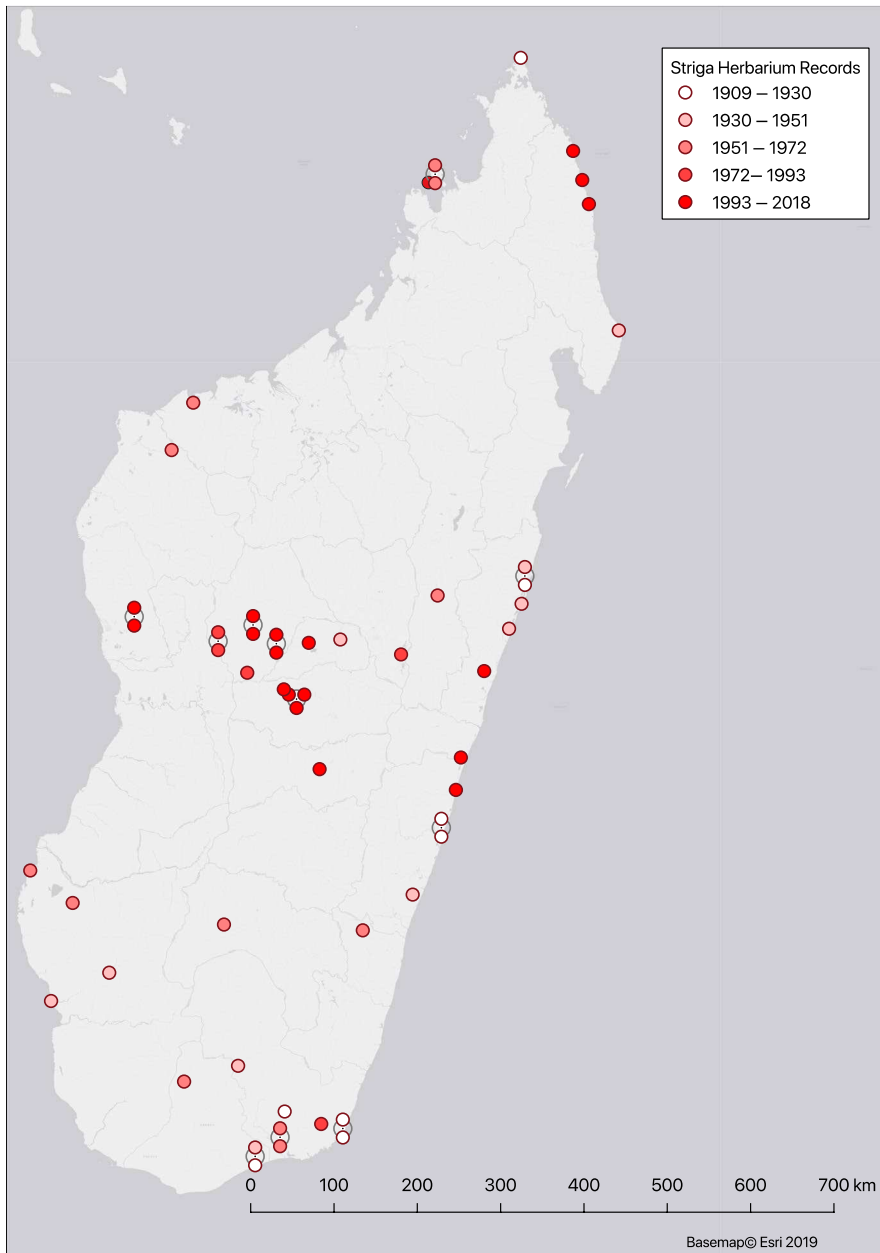 Striga Herbarium Records
1909 – 1930
1930 – 1951
1951 – 1972
1972– 1993
1993 – 2018
0 100 200 300 400 500 600 700 km
Basemap© Esri 2019